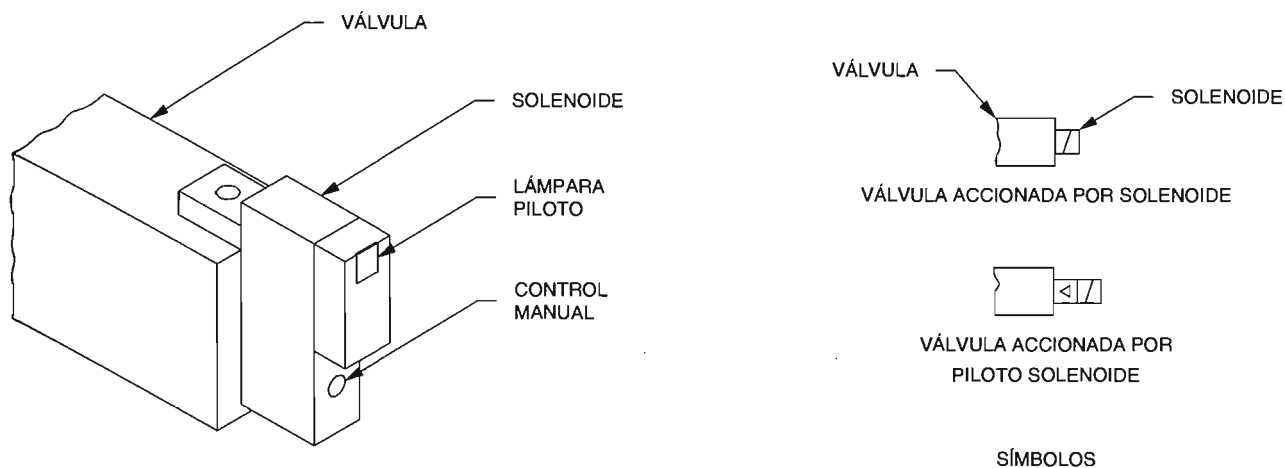 VÁLVULA
SOLENOIDE
LÁMPARA
PILOTO
CONTROL
MANUAL
VÁLVULA
SOLENOIDE
VÁLVULA ACCIONADA POR SOLENOIDE
VÁLVULA ACCIONADA POR
PILOTO SOLENOIDE
SÍMBOLOS